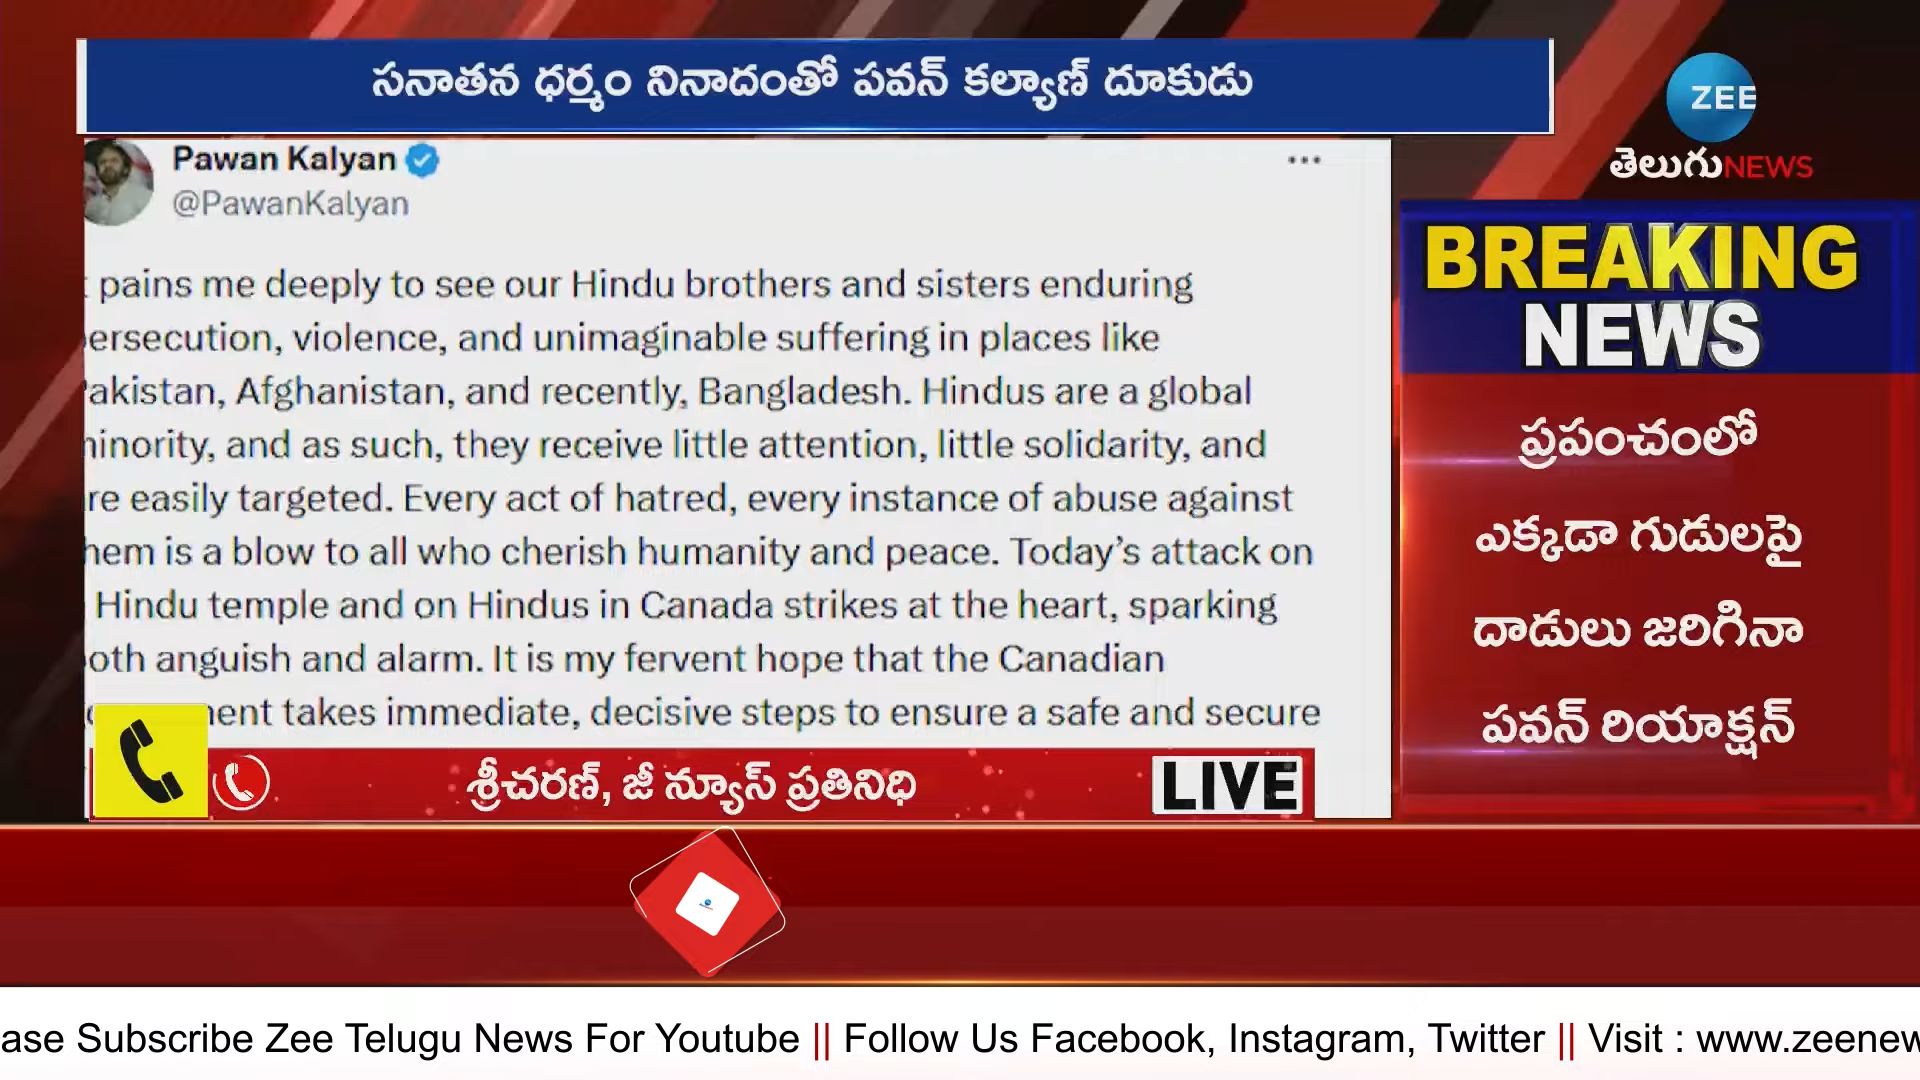 సనాతన ధర్మం నినాదంతో పవన్ కల్యాణ్ దూకుడు
ZEE
తెలుగుNEWS
Pawan Kalyan
@PawanKalyan
pains me deeply to see our Hindu brothers and sisters enduring
ersecution, violence, and unimaginable suffering in places like
akistan, Afghanistan, and recently, Bangladesh. Hindus are a global
inority, and as such, they receive little attention, little solidarity, and
re easily targeted. Every act of hatred, every instance of abuse against
hem is a blow to all who cherish humanity and peace. Today’s attack on
Hindu temple and on Hindus in Canada strikes at the heart, sparking
oth anguish and alarm. It is my fervent hope that the Canadian
ent takes immediate, decisive steps to ensure a safe and secure
శ్రీచరణ్, జీ న్యూస్ ప్రతినిధి
LIVE
BREAKING
NEWS
ప్రపంచంలో
ఎక్కడా గుడులపై
దాడులు జరిగినా
పవన్ రియాక్షన్
ase Subscribe Zee Telugu News For Youtube || Follow Us Facebook, Instagram, Twitter || Visit : www.zeenew